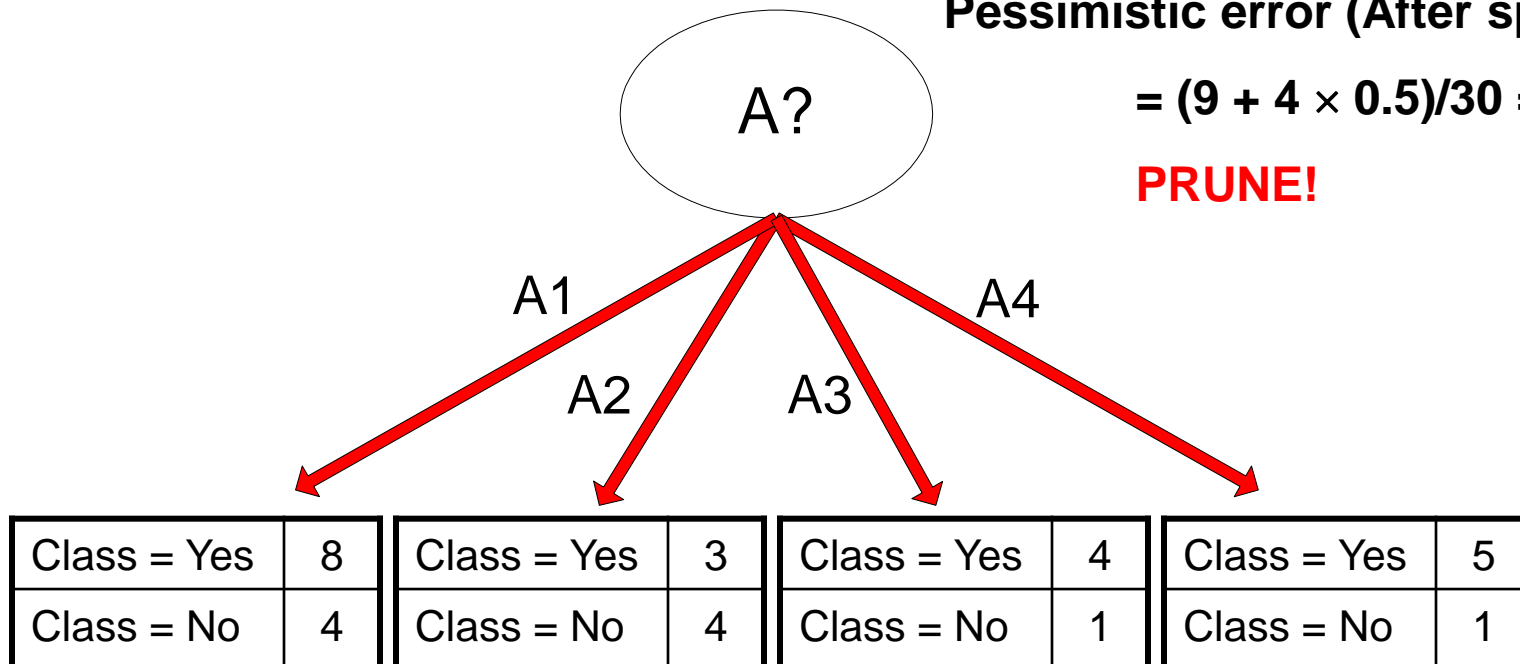 Pessimistic error (After
= (9 + 4 × 0.5)/30 =
PRUNE!
A?
A1
A4
A2
A3
Class = Yes 8
Class = No 4
Class = Yes 3
Class = No 4
Class = Yes 4
Class = No 1
Class = Yes 5
Class = No 1